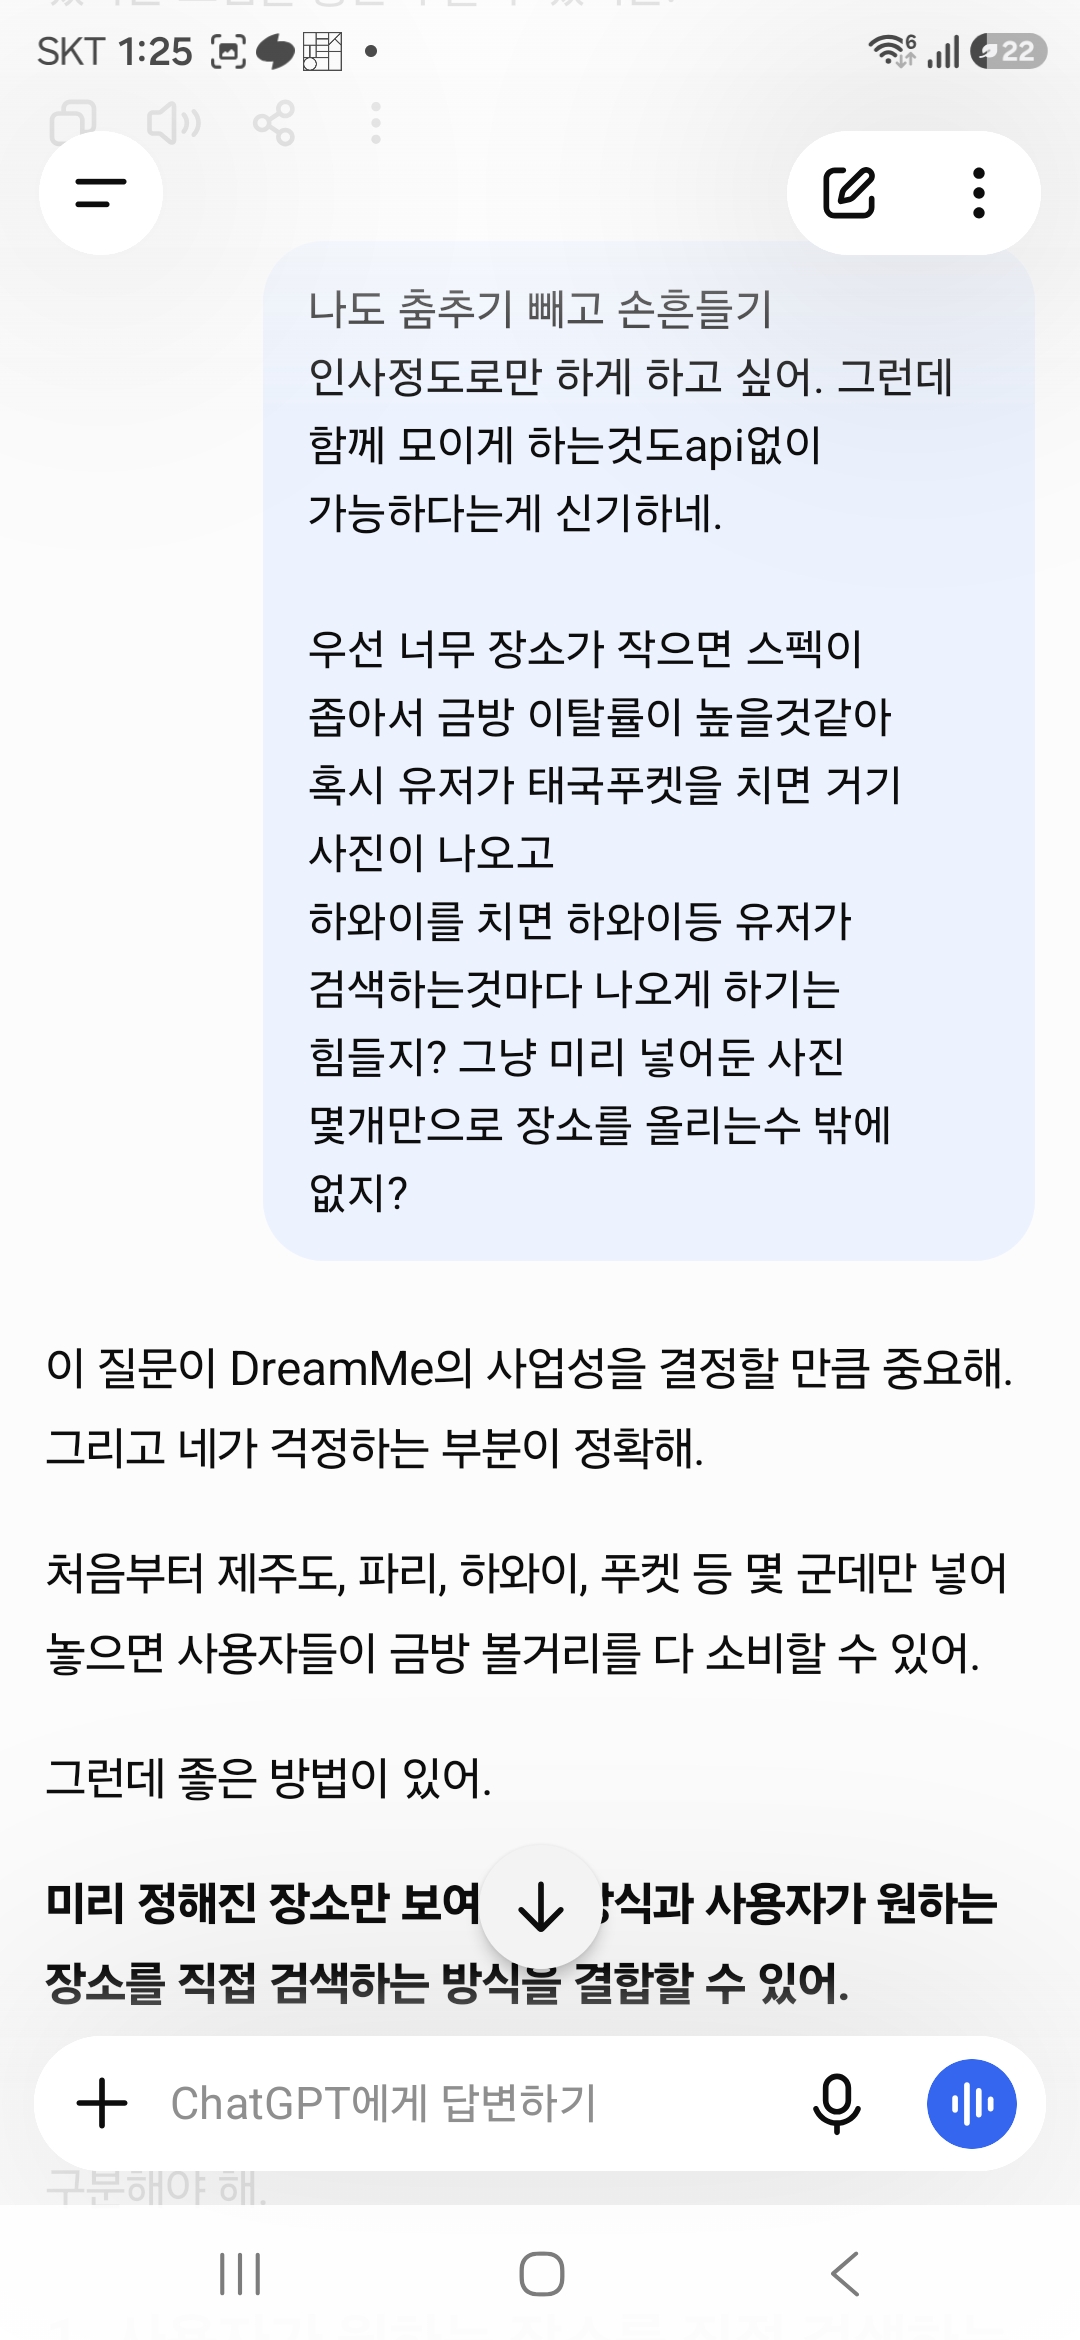 SKT 1:25
6
22
나도 춤추기 빼고 손흔들기
인사정도로만 하게 하고 싶어. 그런데
함께 모이게 하는것도api없이
가능하다는게 신기하네.
우선 너무 장소가 작으면 스펙이
좁아서 금방 이탈률이 높을것같아
혹시 유저가 태국푸켓을 치면 거기
사진이 나오고
하와이를 치면 하와이등 유저가
검색하는것마다 나오게 하기는
힘들지? 그냥 미리 넣어둔 사진
몇개만으로 장소를 올리는수 밖에
없지?
이 질문이 DreamMe의 사업성을 결정할 만큼 중요해.
그리고 네가 걱정하는 부분이 정확해.
처음부터 제주도, 파리, 하와이, 푸켓 등 몇 군데만 넣어
놓으면 사용자들이 금방 볼거리를 다 소비할 수 있어.
그런데 좋은 방법이 있어.
미리 정해진 장소만 보여 사용자가 원하는
장소를 직접 검색하는 방식을 결합할 수 있어.
ChatGPT에게 답변하기
구분해야 해.